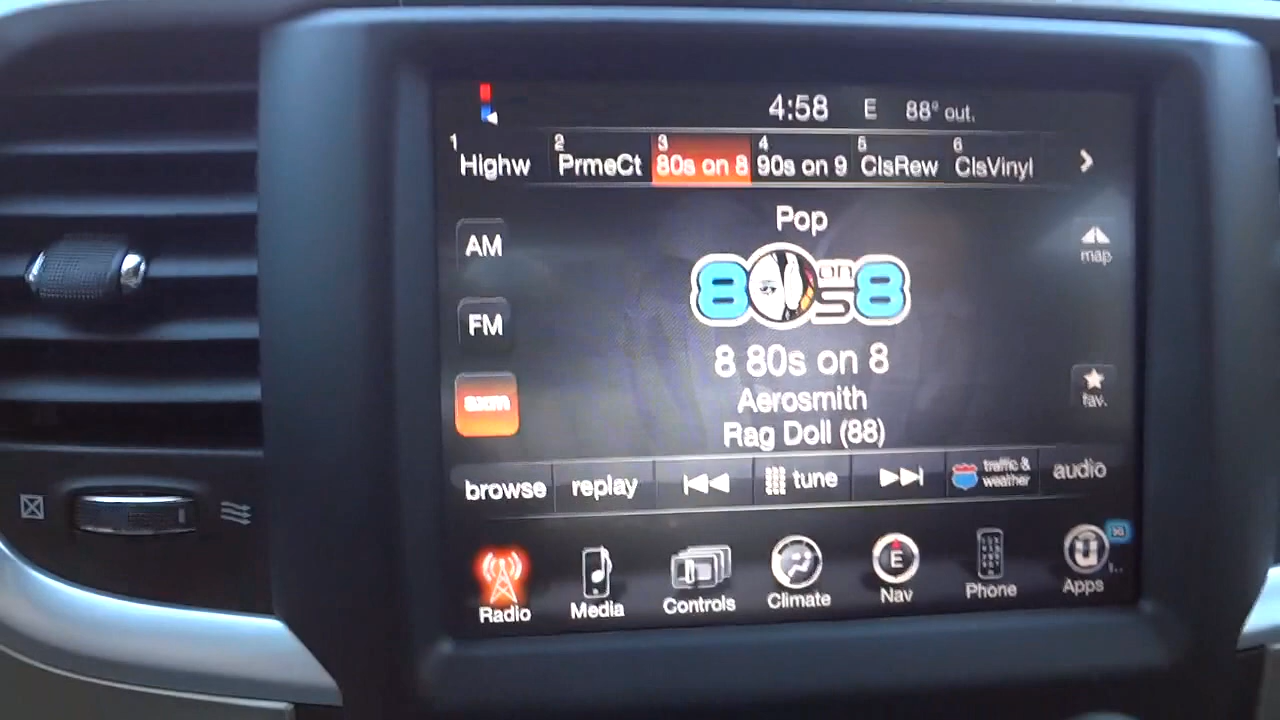 4:58 E 88° out.
1 2 3 4 5 6
Highw PrmeCt 80s on 8 90s on 9 ClsRew ClsVinyl
Pop
AM
map
80s on 8
FM
8 80s on 8
sxm
fav.
Aerosmith
Rag Doll (88)
browse replay tune traffic & weather audio
E
Radio Media Controls Climate Nav Phone Apps